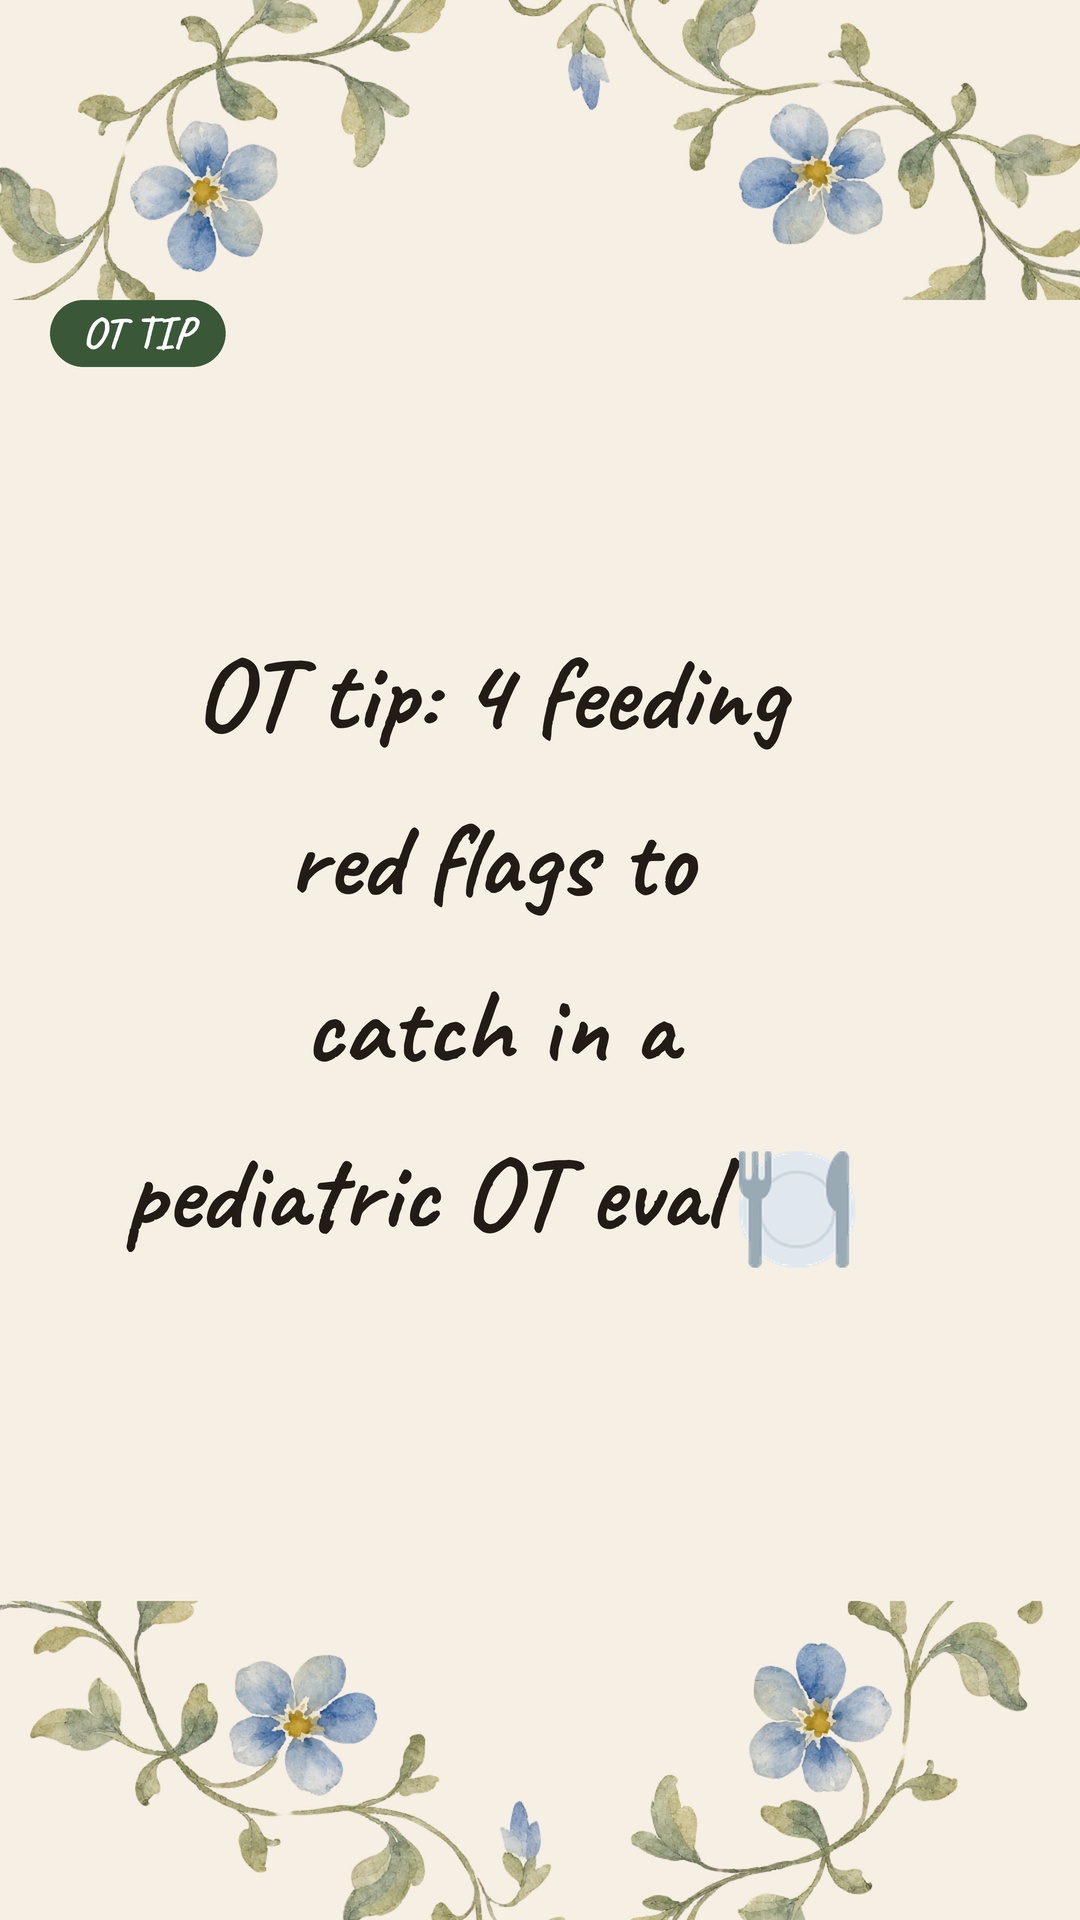 OT TIP
OT tip: 4 feeding
red flags to
catch in a
pediatric OT eval🍽️